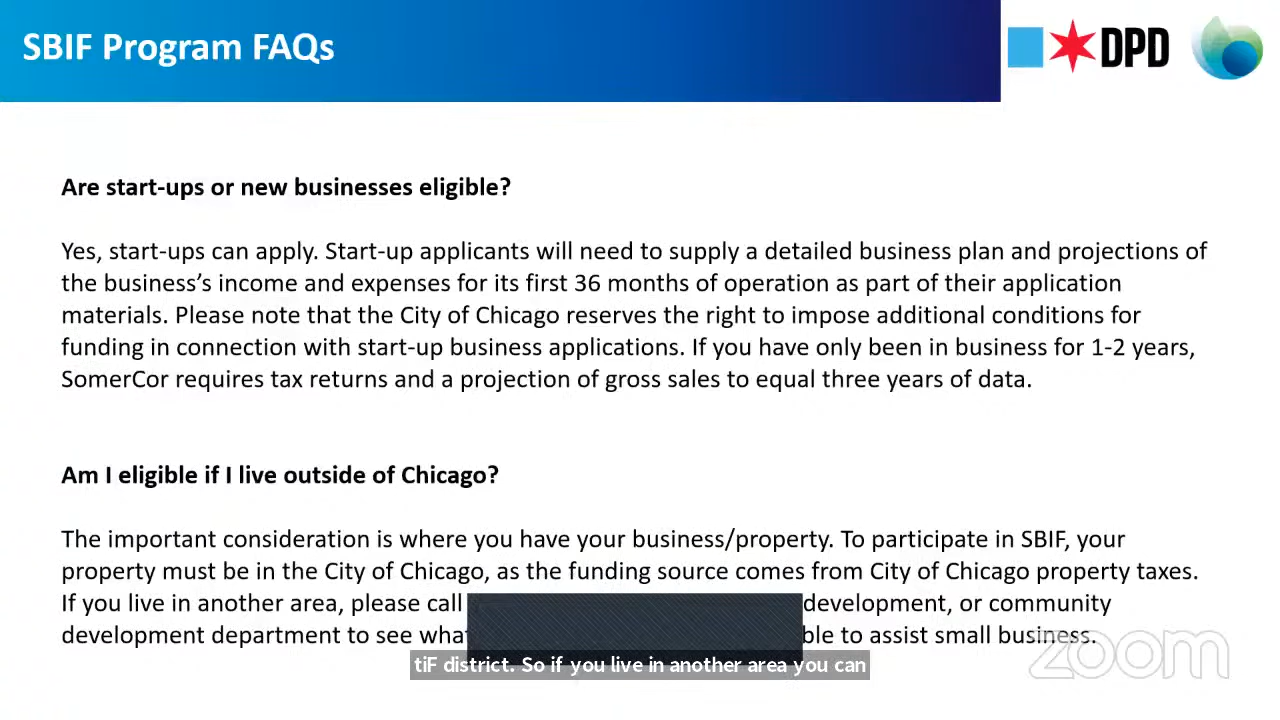 SBIF Program FAQs
DPD
Are start-ups or new businesses eligible?
Yes, start-ups can apply. Start-up applicants will need to supply a detailed business plan and projections of
the business’s income and expenses for its first 36 months of operation as part of their application
materials. Please note that the City of Chicago reserves the right to impose additional conditions for
funding in connection with start-up business applications. If you have only been in business for 1-2 years,
SomerCor requires tax returns and a projection of gross sales to equal three years of data.
Am I eligible if I live outside of Chicago?
The important consideration is where you have your business/property. To participate in SBIF, your
property must be in the City of Chicago, as the funding source comes from City of Chicago property taxes.
If you live in another area, please call development, or community
development department to see what ble to assist small business.
tiF district. So if you live in another area you can
zoom